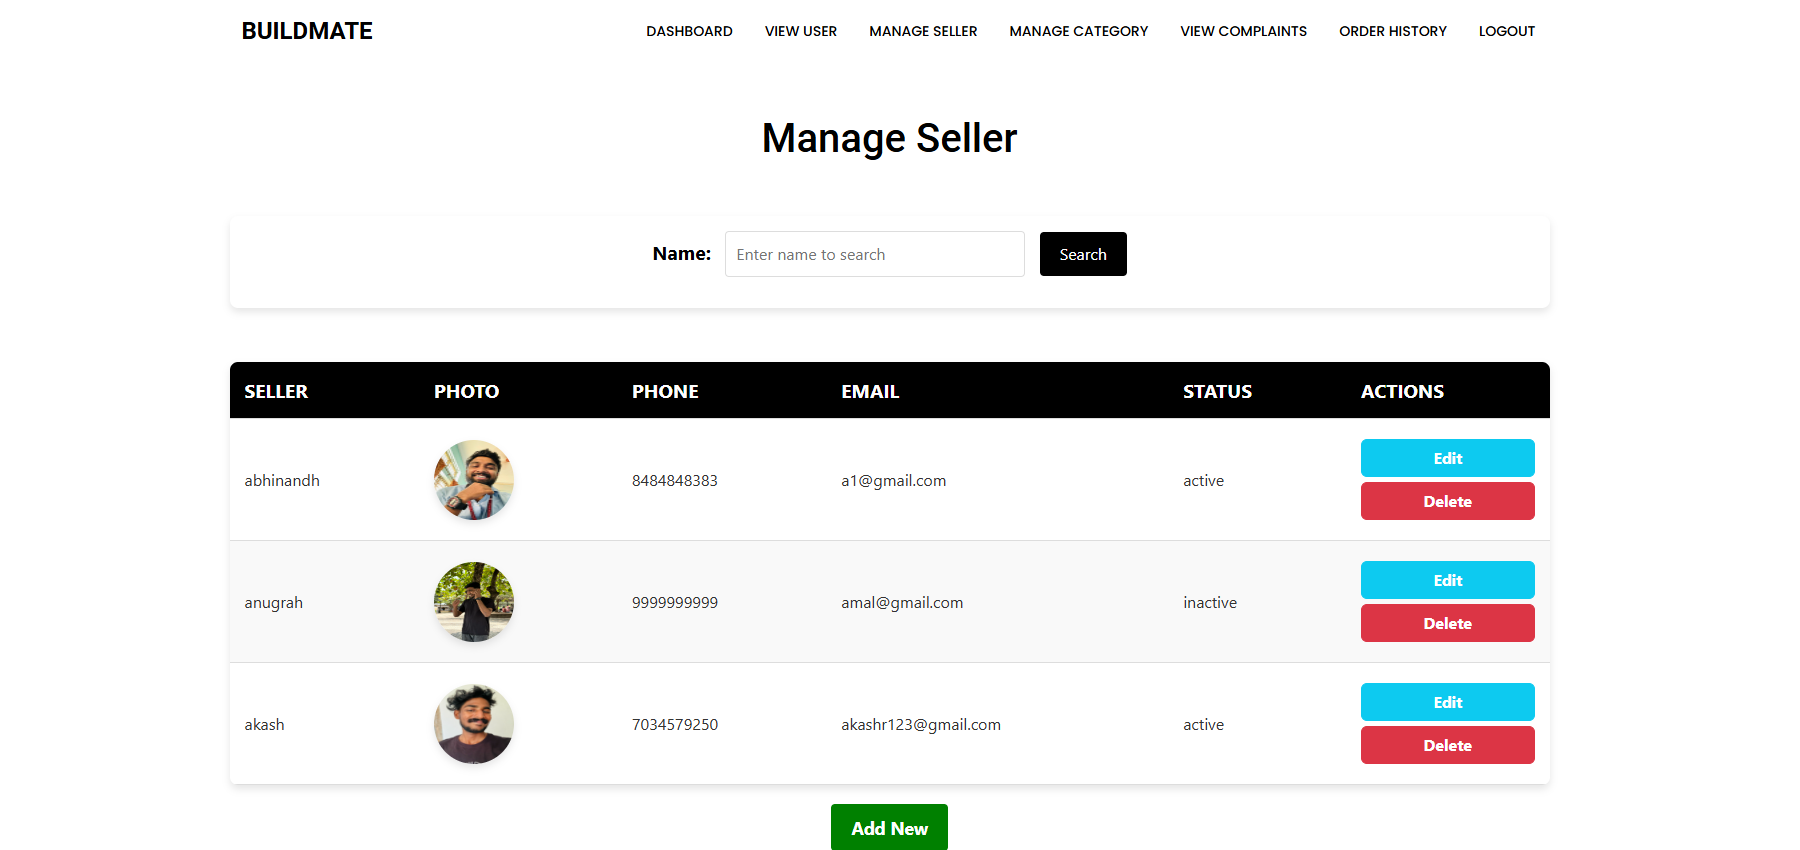 BUILDMATE DASHBOARD VIEW USER MANAGE SELLER MANAGE CATEGORY VIEW COMPLAINTS ORDER HISTORY LOGOUT
Manage Seller
Name: Enter name to search Search
SELLER PHOTO PHONE EMAIL STATUS ACTIONS
abhinandh 8484848383 a1@gmail.com active Edit
Delete
anugrah 9999999999 amal@gmail.com inactive Edit
Delete
akash 7034579250 akashr123@gmail.com active Edit
Delete
Add New